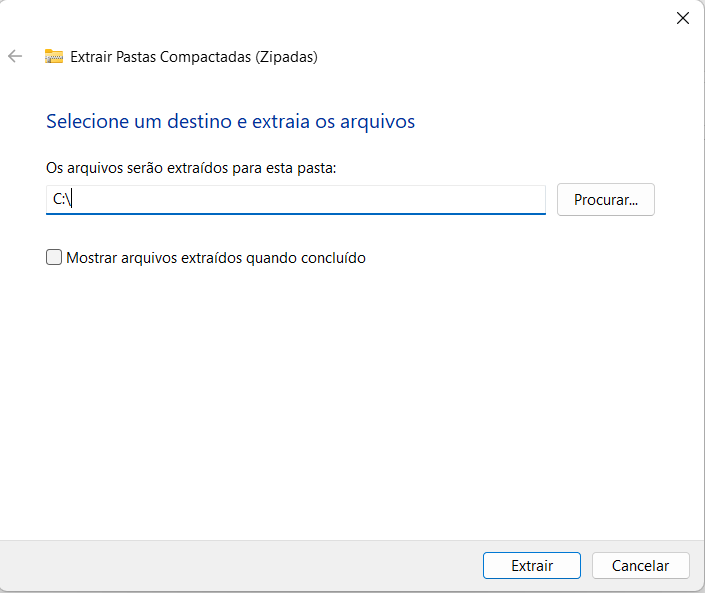 Extrair Pastas Compactadas (Zipadas)
Selecione um destino e extraia os arquivos
Os arquivos serão extraídos para esta pasta:
C:\
Procurar...
Mostrar arquivos extraídos quando concluído
Extrair
Cancelar